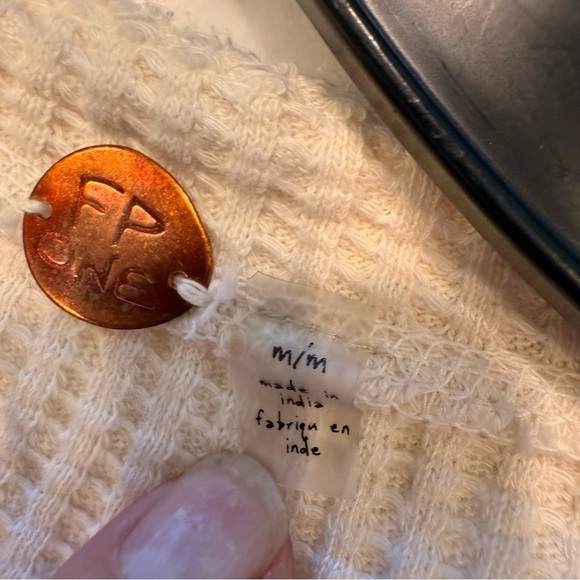 FP
ONE
m/m
made in
india
fabriqu en
inde